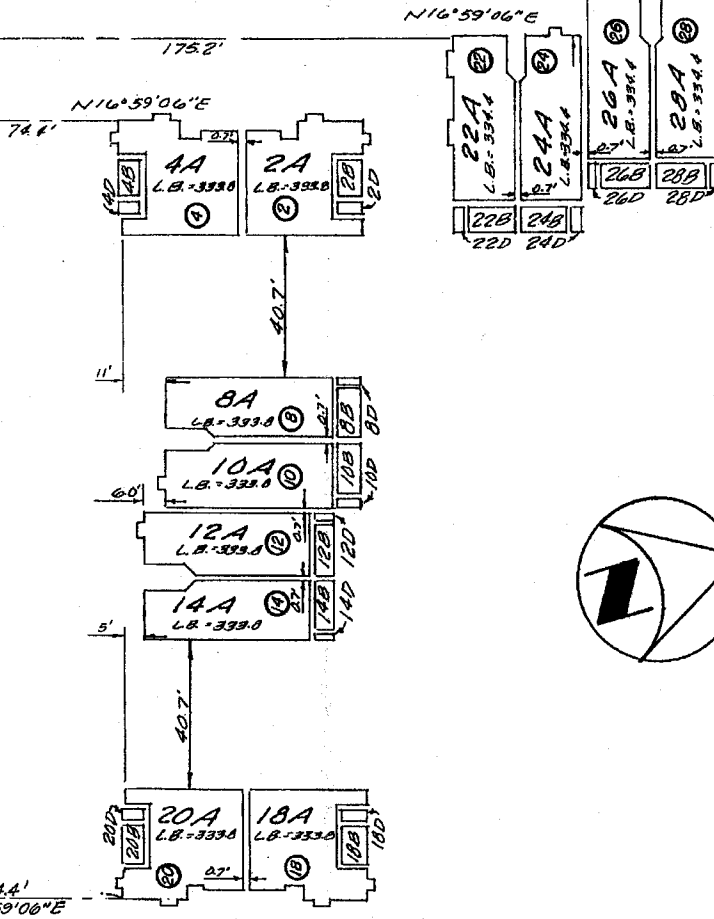 N16°59'06"E
175.2'
N16°59'06"E
74.4'
0.7'
4A
L.B.=333.8
4
4B
4D
2A
L.B.=333.8
2
2B
2D
22
22A
L.B.=334.4
24
24A
L.B.=334.4
0.7'
22B
24B
22D
24D
26
26A
L.B.=334.4
28
28A
L.B.=334.4
0.7'
0.7'
26B
28B
26D
28D
40.7'
11'
8A
L.B.=333.8
8
0.7'
8B
8D
10A
L.B.=333.8
10
10B
10D
6.0'
12A
L.B.=333.8
12
0.7'
12B
12D
14A
L.B.=333.8
14
0.7'
14B
14D
5'
40.7'
20A
L.B.=333.8
20
20B
20D
18A
L.B.=333.8
18
18B
18D
0.7'
4.4'
59'06"E
N